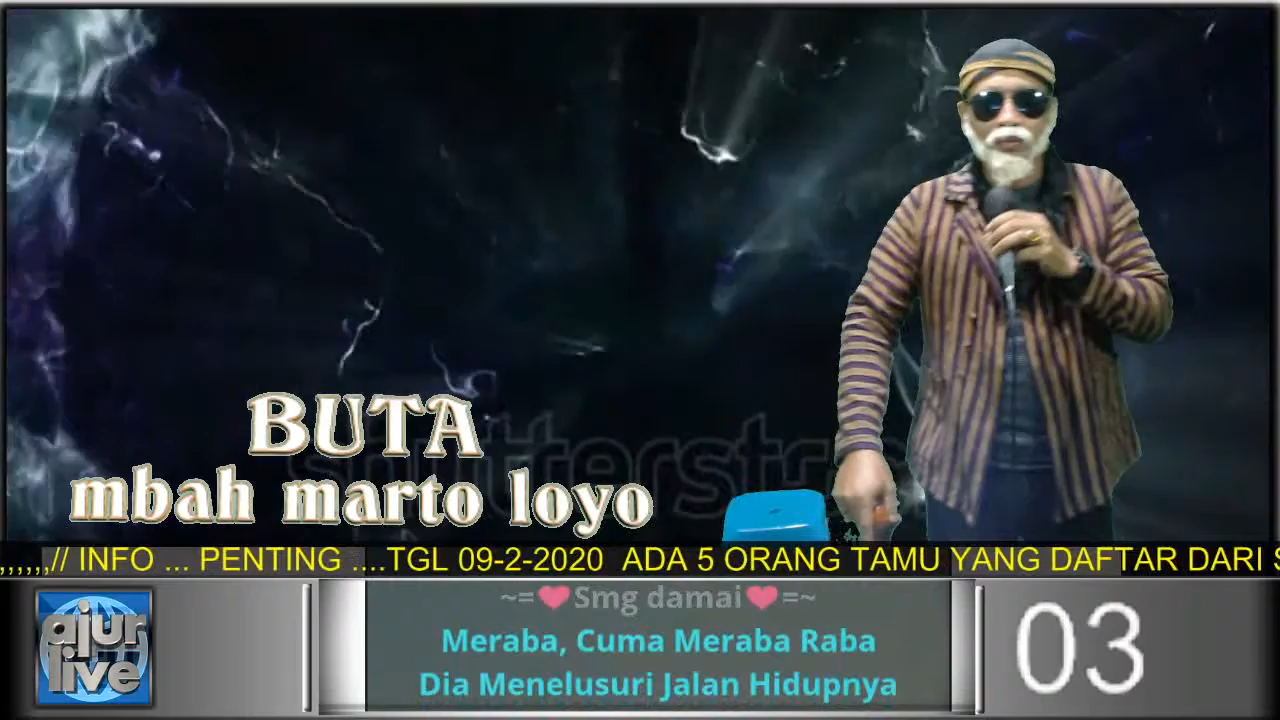 BUTA
mbah marto loyo
shutterstock
,,,,,,// INFO ... PENTING ....TGL 09-2-2020 ADA 5 ORANG TAMU YANG DAFTAR DARI S
~=❤Smg damai❤=~
Meraba, Cuma Meraba Raba
Dia Menelusuri Jalan Hidupnya
ajur
live
03